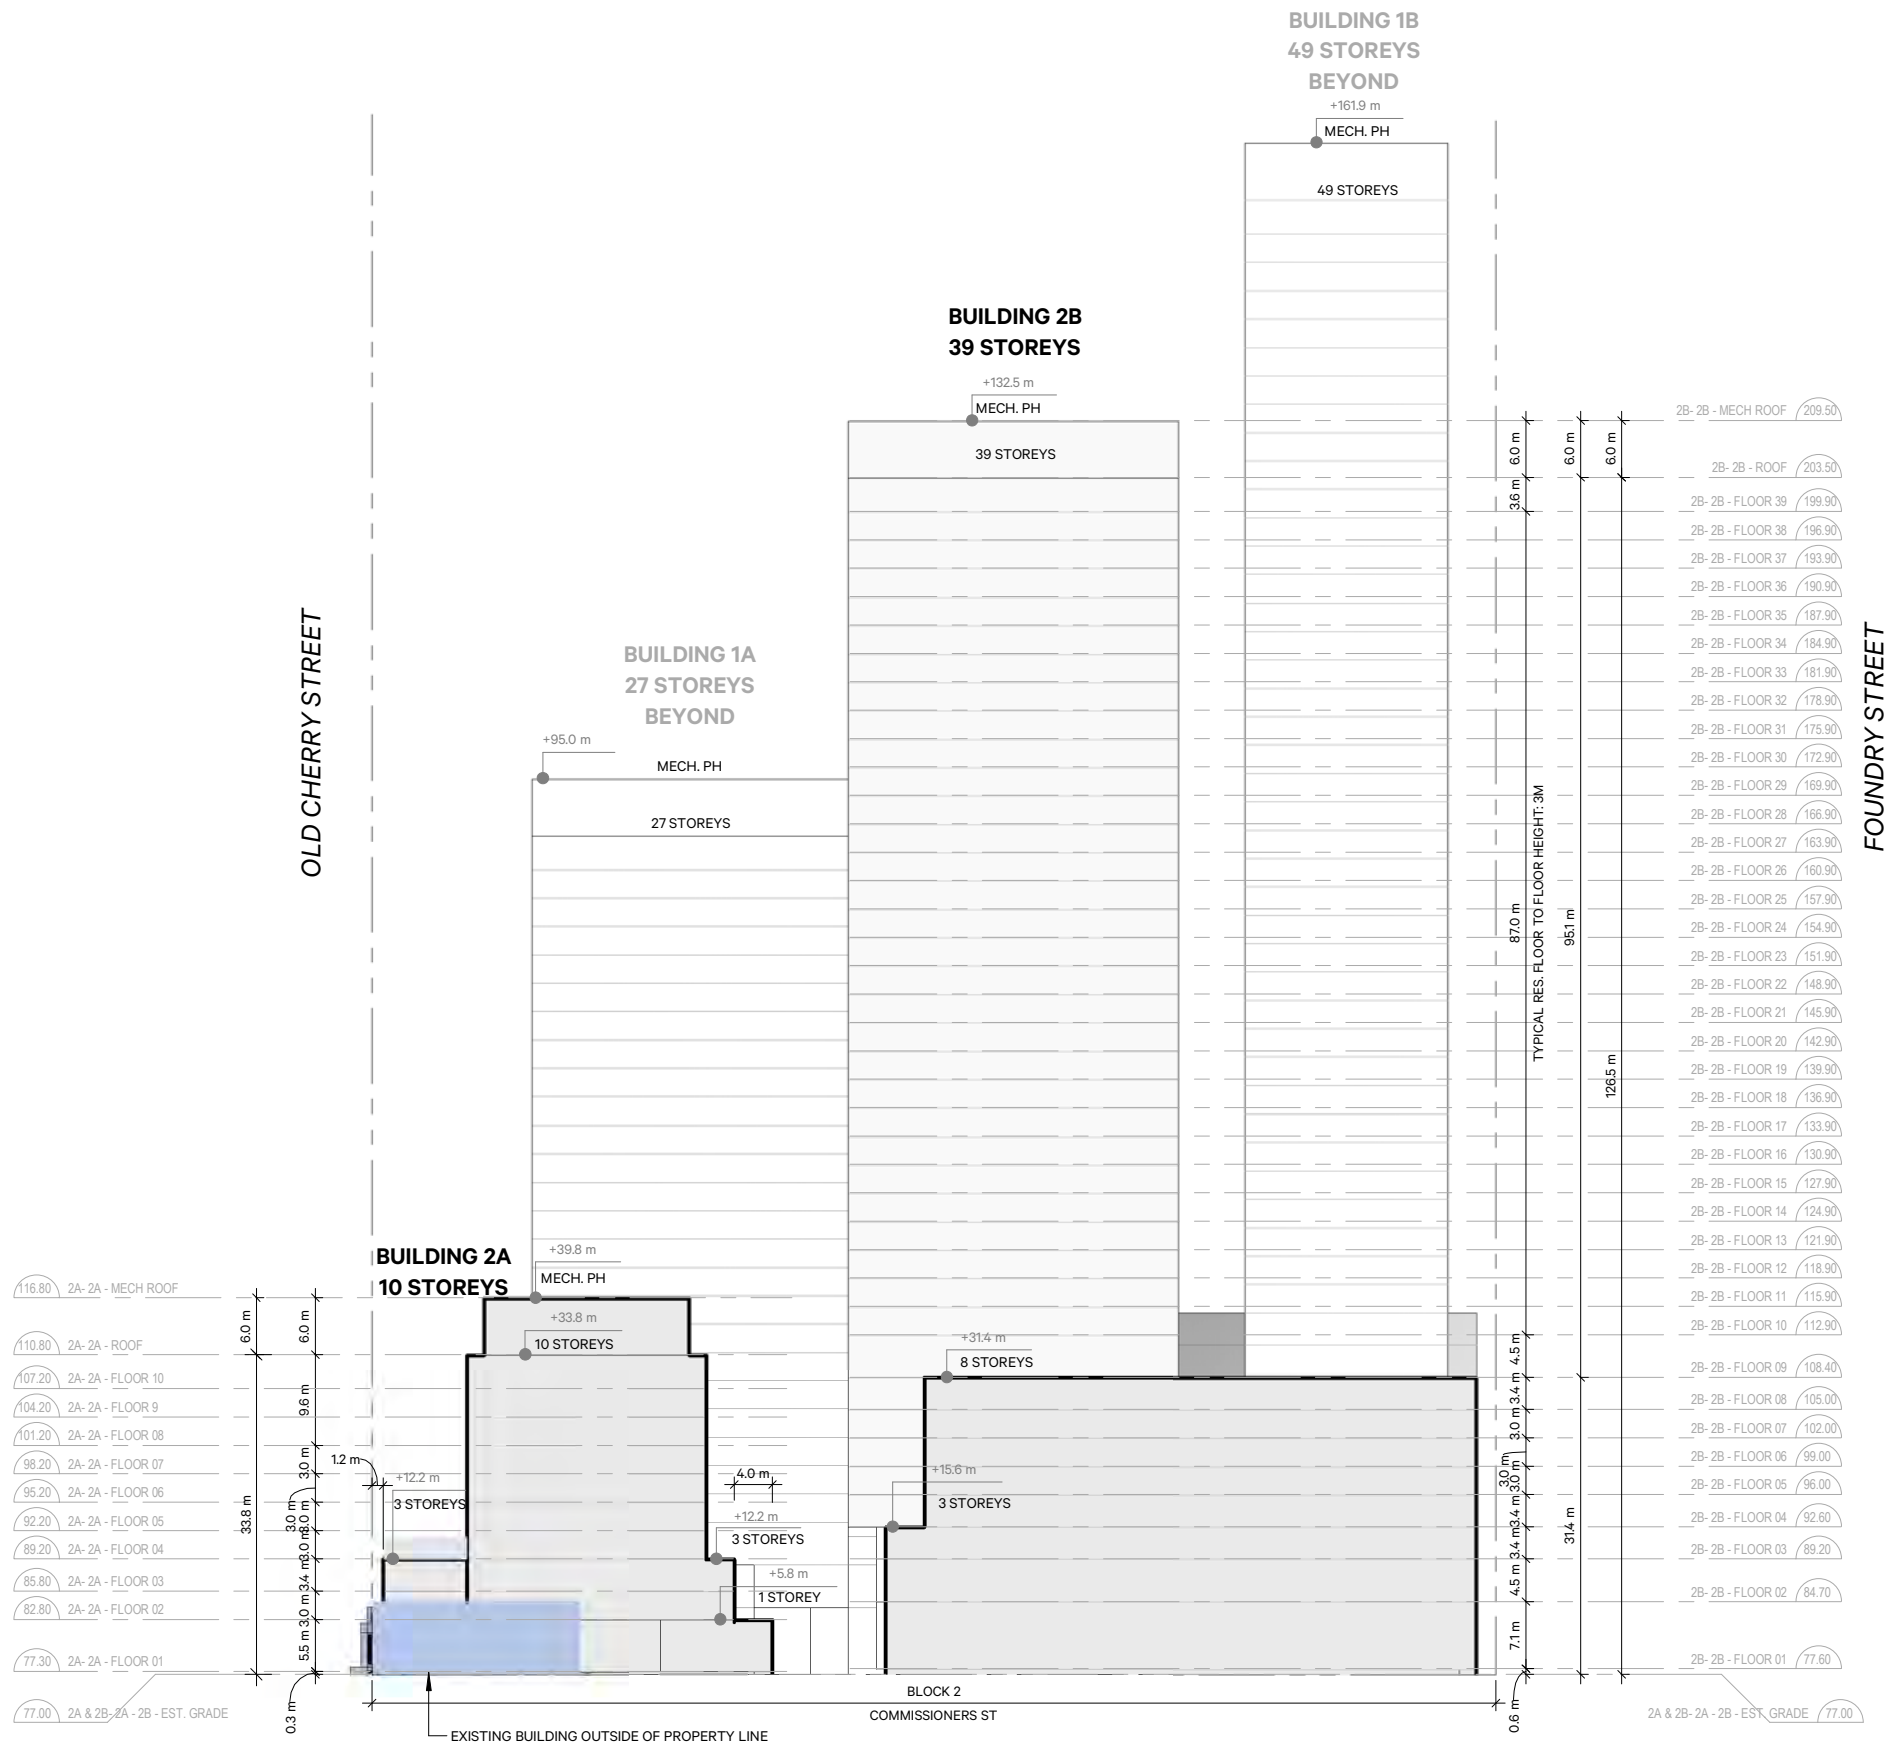 BUILDING 1B
49 STOREYS
BEYOND
+161.9 m
MECH. PH
49 STOREYS
BUILDING 2B
39 STOREYS
+132.5 m
MECH. PH
39 STOREYS
BUILDING 1A
27 STOREYS
BEYOND
+95.0 m
MECH. PH
27 STOREYS
OLD CHERRY STREET
FOUNDRY STREET
BUILDING 2A
10 STOREYS
+39.8 m
MECH. PH
+33.8 m
10 STOREYS
+12.2 m
3 STOREYS
1.2 m
4.0 m
+12.2 m
3 STOREYS
+5.8 m
1 STOREY
+31.4 m
8 STOREYS
+15.6 m
3 STOREYS
116.80 2A- 2A - MECH ROOF
110.80 2A- 2A - ROOF
107.20 2A- 2A - FLOOR 10
104.20 2A- 2A - FLOOR 9
101.20 2A- 2A - FLOOR 08
98.20 2A- 2A - FLOOR 07
95.20 2A- 2A - FLOOR 06
92.20 2A- 2A - FLOOR 05
89.20 2A- 2A - FLOOR 04
85.80 2A- 2A - FLOOR 03
82.80 2A- 2A - FLOOR 02
77.30 2A- 2A - FLOOR 01
77.00 2A & 2B- 2A - 2B - EST. GRADE
6.0 m
33.8 m
6.0 m
9.6 m
3.0 m
3.0 m
3.0 m
3.0 m
3.4 m
3.0 m
5.5 m
0.3 m
2B- 2B - MECH ROOF 209.50
2B- 2B - ROOF 203.50
2B- 2B - FLOOR 39 199.90
2B- 2B - FLOOR 38 196.90
2B- 2B - FLOOR 37 193.90
2B- 2B - FLOOR 36 190.90
2B- 2B - FLOOR 35 187.90
2B- 2B - FLOOR 34 184.90
2B- 2B - FLOOR 33 181.90
2B- 2B - FLOOR 32 178.90
2B- 2B - FLOOR 31 175.90
2B- 2B - FLOOR 30 172.90
2B- 2B - FLOOR 29 169.90
2B- 2B - FLOOR 28 166.90
2B- 2B - FLOOR 27 163.90
2B- 2B - FLOOR 26 160.90
2B- 2B - FLOOR 25 157.90
2B- 2B - FLOOR 24 154.90
2B- 2B - FLOOR 23 151.90
2B- 2B - FLOOR 22 148.90
2B- 2B - FLOOR 21 145.90
2B- 2B - FLOOR 20 142.90
2B- 2B - FLOOR 19 139.90
2B- 2B - FLOOR 18 136.90
2B- 2B - FLOOR 17 133.90
2B- 2B - FLOOR 16 130.90
2B- 2B - FLOOR 15 127.90
2B- 2B - FLOOR 14 124.90
2B- 2B - FLOOR 13 121.90
2B- 2B - FLOOR 12 118.90
2B- 2B - FLOOR 11 115.90
2B- 2B - FLOOR 10 112.90
2B- 2B - FLOOR 09 108.40
2B- 2B - FLOOR 08 105.00
2B- 2B - FLOOR 07 102.00
2B- 2B - FLOOR 06 99.00
2B- 2B - FLOOR 05 96.00
2B- 2B - FLOOR 04 92.60
2B- 2B - FLOOR 03 89.20
2B- 2B - FLOOR 02 84.70
2B- 2B - FLOOR 01 77.60
2A & 2B- 2A - 2B - EST. GRADE 77.00
6.0 m
3.6 m
87.0 m
TYPICAL RES. FLOOR TO FLOOR HEIGHT: 3M
4.5 m
3.4 m
3.0 m
3.0 m
3.0 m
3.4 m
3.4 m
4.5 m
7.1 m
0.6 m
6.0 m
95.1 m
31.4 m
6.0 m
126.5 m
BLOCK 2
COMMISSIONERS ST
EXISTING BUILDING OUTSIDE OF PROPERTY LINE